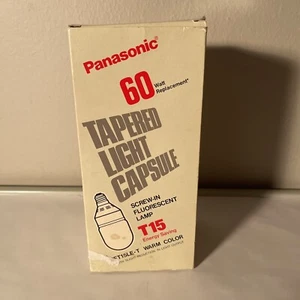 Panasonic
60 Watt
Replacement*
TAPERED
LIGHT
CAPSULE
SCREW-IN
FLUORESCENT
LAMP
T15
Energy Saving
WARM COLOR